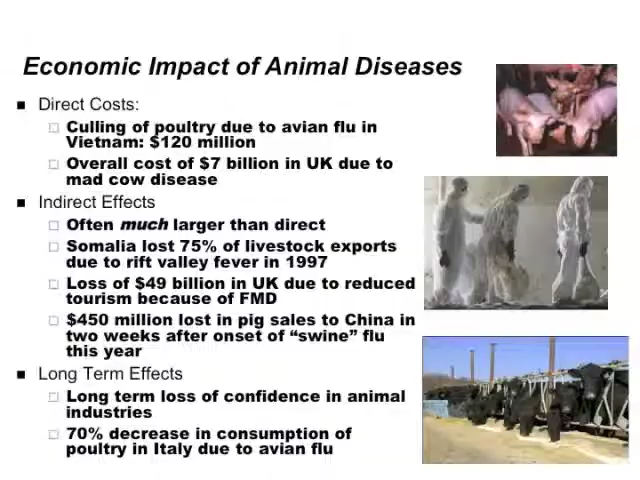 Economic Impact of Animal Diseases
Direct Costs:
Culling of poultry due to avian flu in
Vietnam: $120 million
Overall cost of $7 billion in UK due to
mad cow disease
Indirect Effects
Often much larger than direct
Somalia lost 75% of livestock exports
due to rift valley fever in 1997
Loss of $49 billion in UK due to reduced
tourism because of FMD
$450 million lost in pig sales to China in
two weeks after onset of “swine” flu
this year
Long Term Effects
Long term loss of confidence in animal
industries
70% decrease in consumption of
poultry in Italy due to avian flu